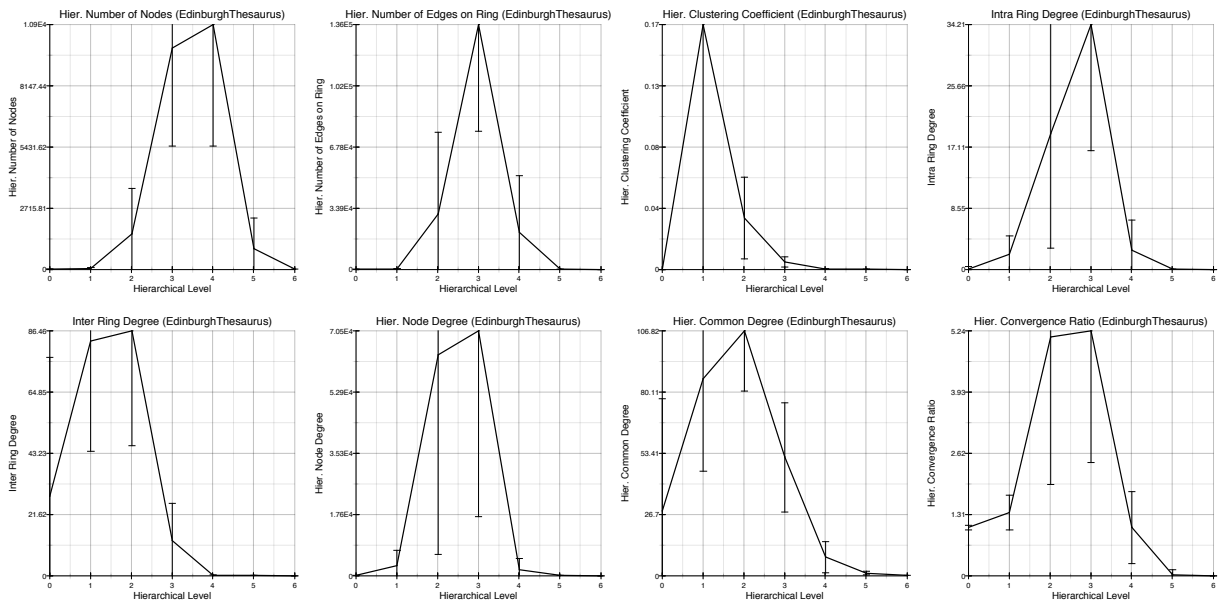 Hier. Number of Nodes (EdinburghThesaurus)
1.09E4
8147.44
5431.62
2715.81
0
Hier. Number of Nodes
0 1 2 3 4 5 6
Hierarchical Level
Hier. Number of Edges on Ring (EdinburghThesaurus)
1.36E5
1.02E5
6.78E4
3.39E4
0
Hier. Number of Edges on Ring
0 1 2 3 4 5 6
Hierarchical Level
Hier. Clustering Coefficient (EdinburghThesaurus)
0.17
0.13
0.08
0.04
0
Hier. Clustering Coefficient
0 1 2 3 4 5 6
Hierarchical Level
Intra Ring Degree (EdinburghThesaurus)
34.21
25.66
17.11
8.55
0
Intra Ring Degree
0 1 2 3 4 5 6
Hierarchical Level
Inter Ring Degree (EdinburghThesaurus)
86.46
64.85
43.23
21.62
0
Inter Ring Degree
0 1 2 3 4 5 6
Hierarchical Level
Hier. Node Degree (EdinburghThesaurus)
7.05E4
5.29E4
3.53E4
1.76E4
0
Hier. Node Degree
0 1 2 3 4 5 6
Hierarchical Level
Hier. Common Degree (EdinburghThesaurus)
106.82
80.11
53.41
26.7
0
Hier. Common Degree
0 1 2 3 4 5 6
Hierarchical Level
Hier. Convergence Ratio (EdinburghThesaurus)
5.24
3.93
2.62
1.31
0
Hier. Convergence Ratio
0 1 2 3 4 5 6
Hierarchical Level